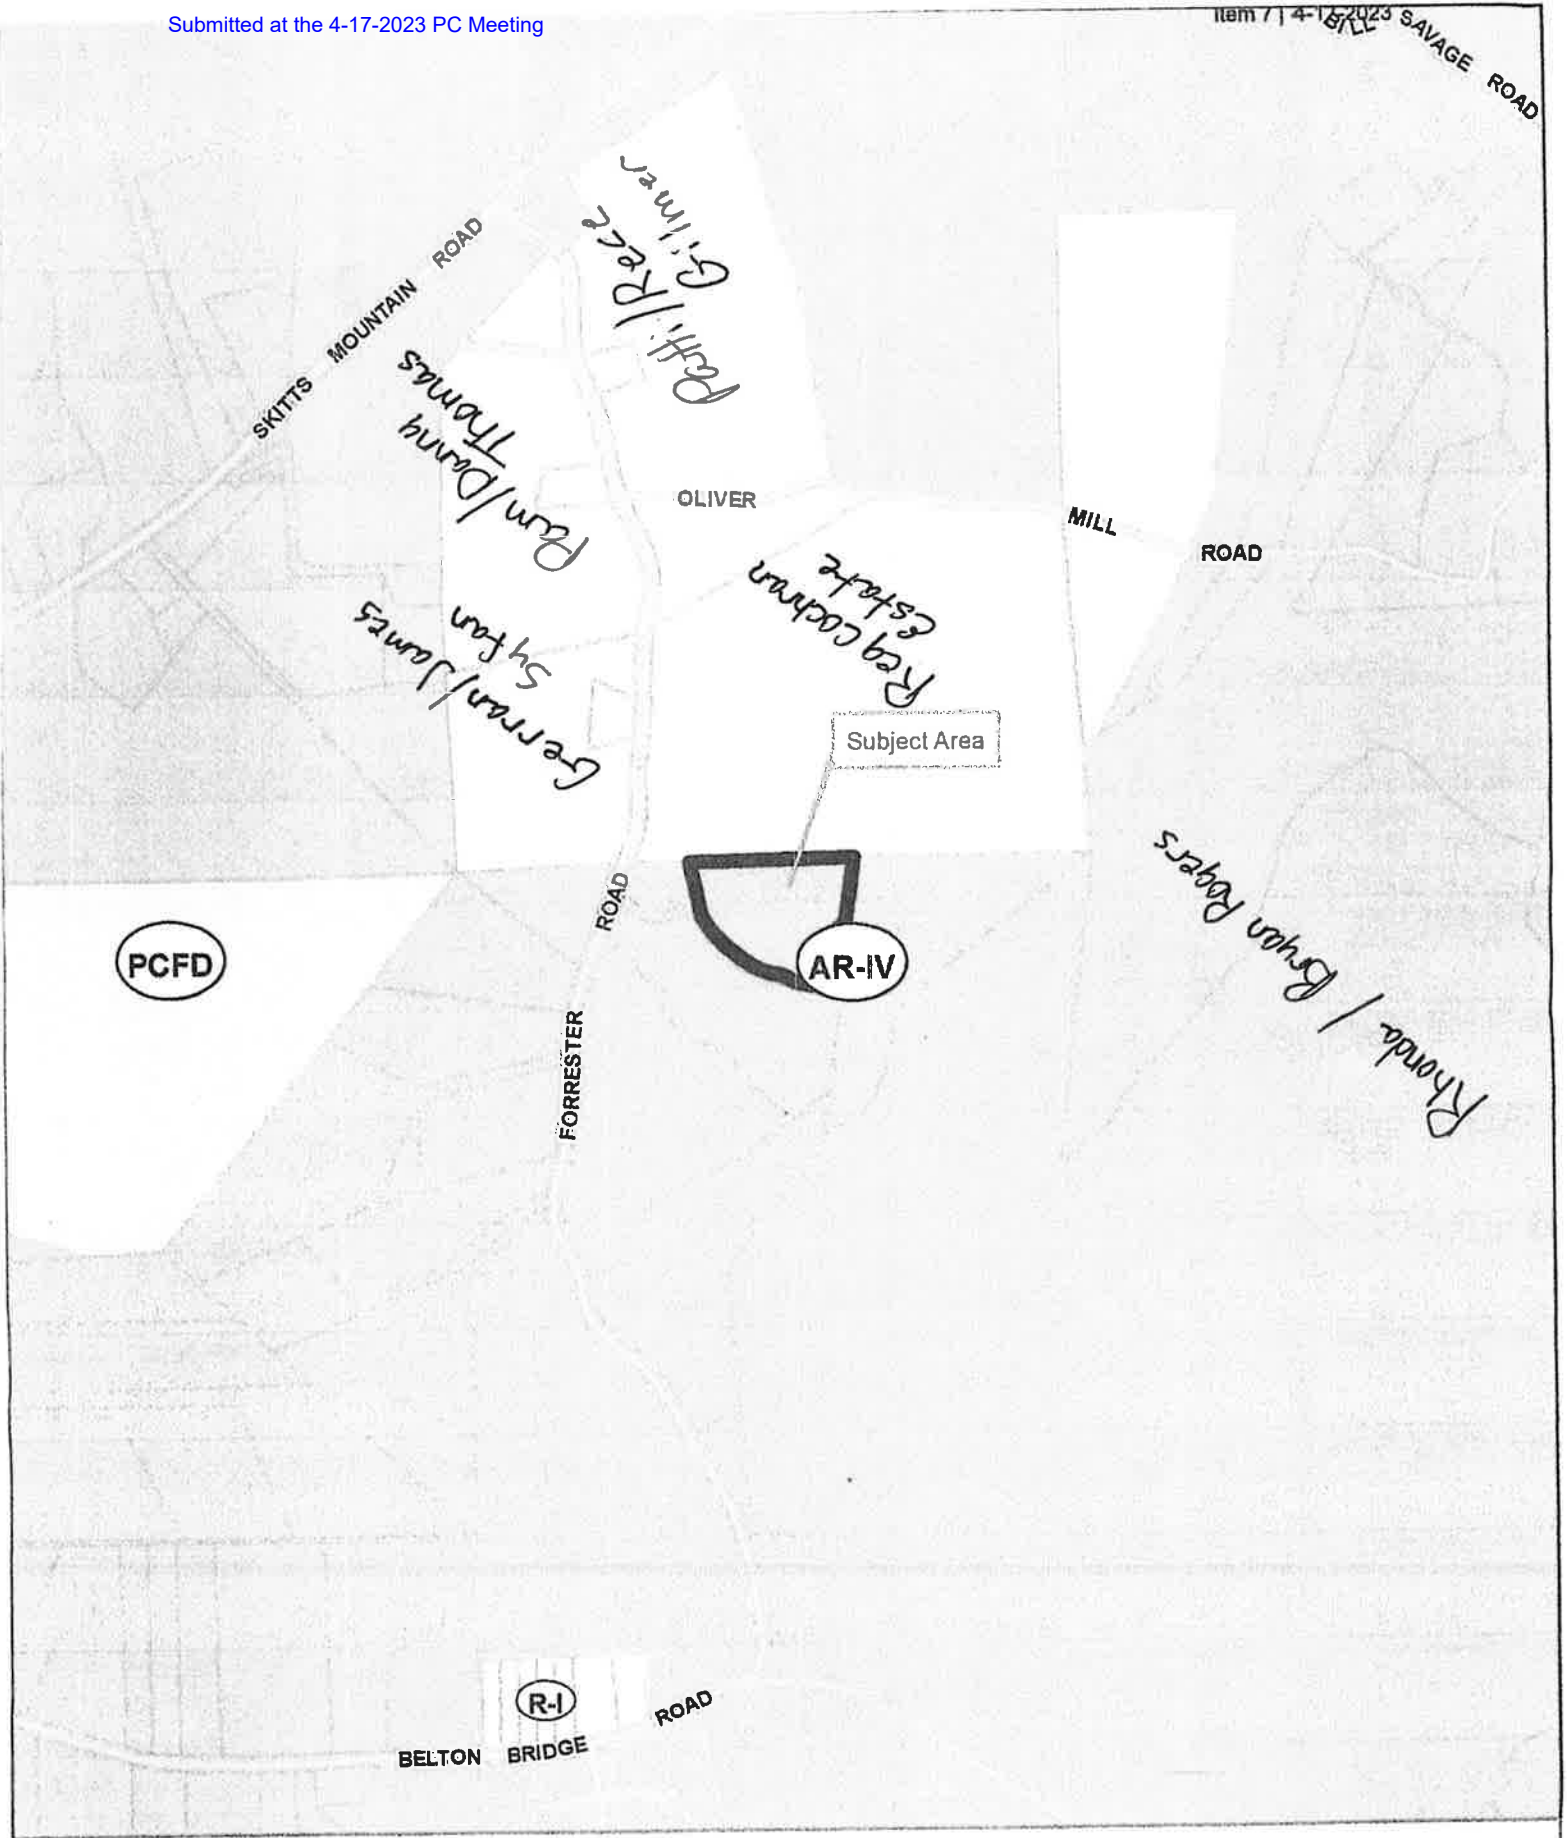 Submitted at the 4-17-2023 PC Meeting
Item 7 | 4-17-2023
BILL SAVAGE ROAD
SKITTS MOUNTAIN ROAD
Patti/Reece
Gilmer
Pam/Danny
Thomas
OLIVER MILL ROAD
Gerran/James
Syfan
Reg Cochran
Estate
Subject Area
Rhonda / Bryan Rogers
PCFD
AR-IV
FORRESTER ROAD
R-I
BELTON BRIDGE ROAD